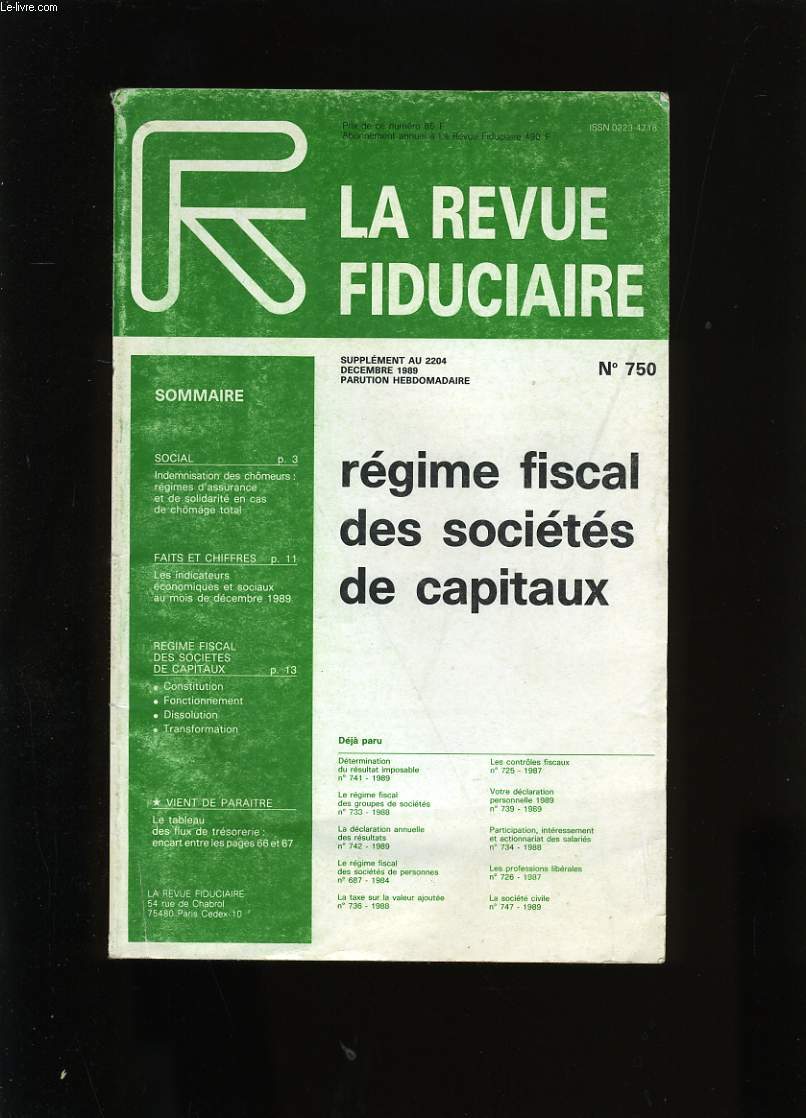 Le-livre.com
Prix de ce numéro 85 F
Abonnement annuel à La Revue Fiduciaire 490 F
ISSN 0223-4718
LA REVUE
FIDUCIAIRE
SUPPLÉMENT AU 2204
DECEMBRE 1989
PARUTION HEBDOMADAIRE
N° 750
SOMMAIRE
SOCIAL p. 3
Indemnisation des chômeurs :
régimes d'assurance
et de solidarité en cas
de chômage total
FAITS ET CHIFFRES p. 11
Les indicateurs
économiques et sociaux
au mois de décembre 1989
REGIME FISCAL
DES SOCIETES
DE CAPITAUX p. 13
• Constitution
• Fonctionnement
• Dissolution
• Transformation
★ VIENT DE PARAITRE
Le tableau
des flux de trésorerie :
encart entre les pages 66 et 67
LA REVUE FIDUCIAIRE
54 rue de Chabrol
75480 Paris Cedex 10
régime fiscal
des sociétés
de capitaux
Déjà paru
Détermination
du résultat imposable
n° 741 - 1989
Le régime fiscal
des groupes de sociétés
n° 733 - 1988
La déclaration annuelle
des résultats
n° 742 - 1989
Le régime fiscal
des sociétés de personnes
n° 687 - 1984
La taxe sur la valeur ajoutée
n° 736 - 1988
Les contrôles fiscaux
n° 725 - 1987
Votre déclaration
personnelle 1989
n° 739 - 1989
Participation, intéressement
et actionnariat des salariés
n° 734 - 1988
Les professions libérales
n° 726 - 1987
La société civile
n° 747 - 1989